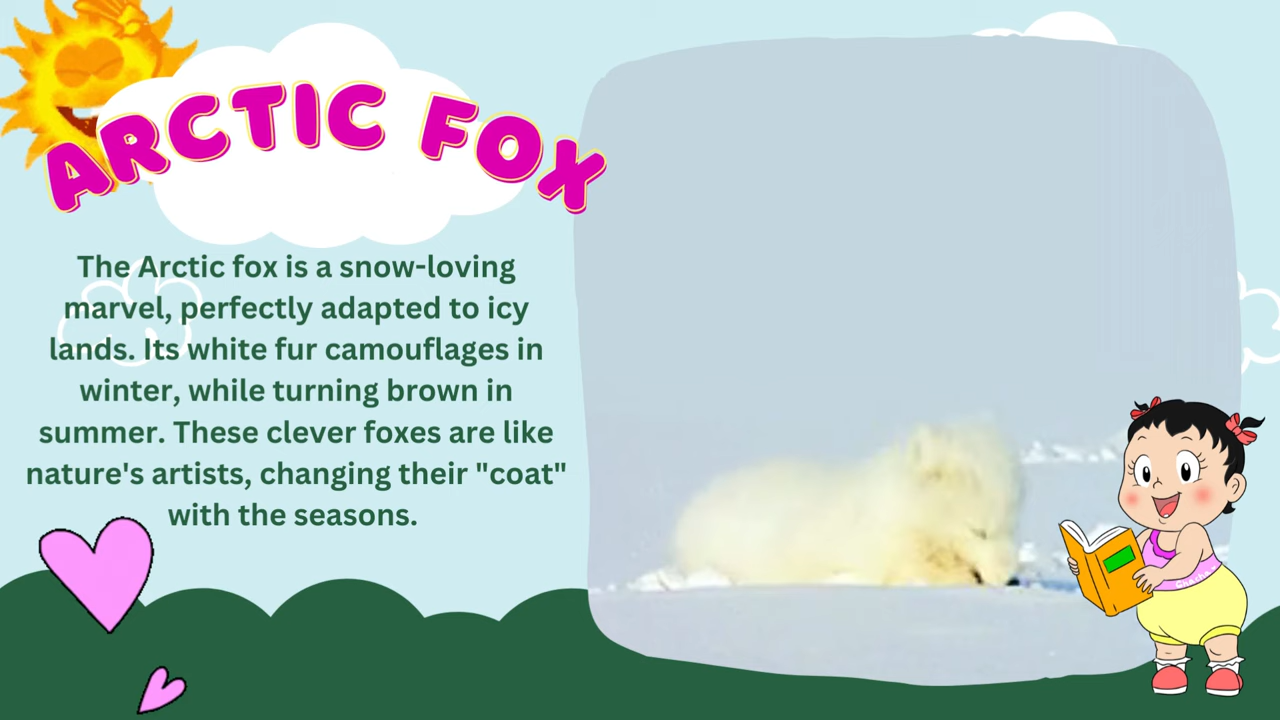 ARCTIC FOX
The Arctic fox is a snow-loving
marvel, perfectly adapted to icy
lands. Its white fur camouflages in
winter, while turning brown in
summer. These clever foxes are like
nature's artists, changing their "coat"
with the seasons.